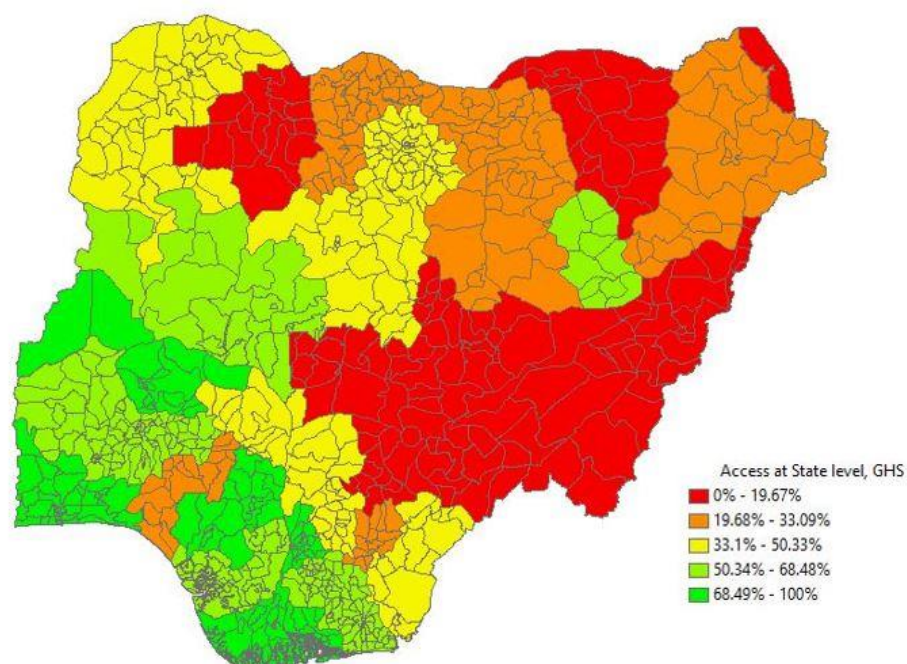 Access at State level, GHS
0% - 19.67%
19.68% - 33.09%
33.1% - 50.33%
50.34% - 68.48%
68.49% - 100%